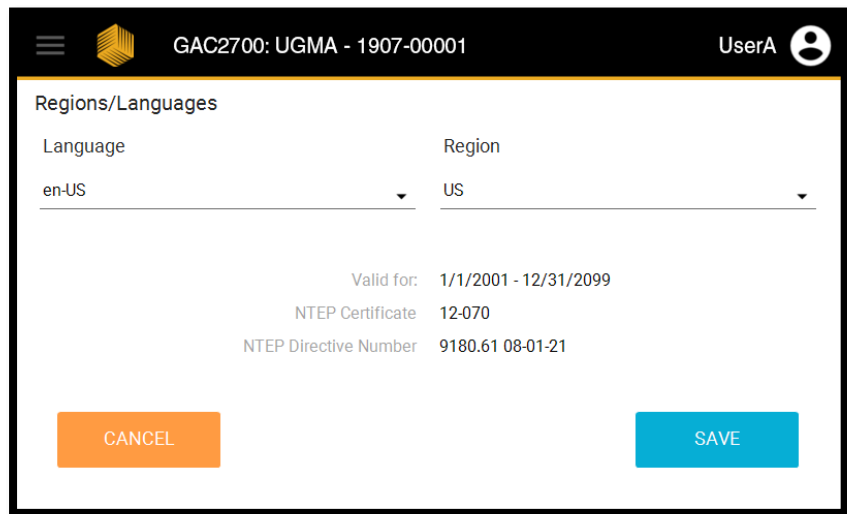 GAC2700: UGMA - 1907-00001 UserA
Regions/Languages
Language Region
en-US US
Valid for: 1/1/2001 - 12/31/2099
NTEP Certificate 12-070
NTEP Directive Number 9180.61 08-01-21
CANCEL SAVE